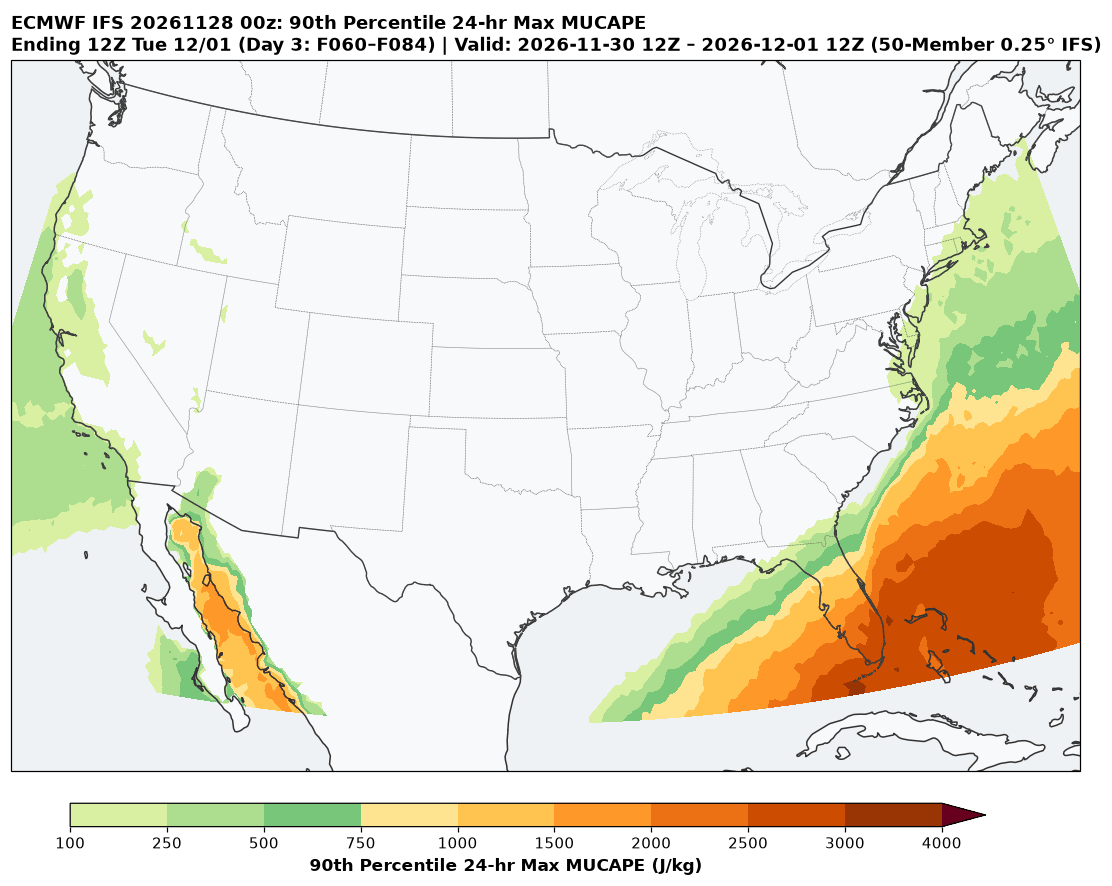 ECMWF IFS 20261128 00z: 90th Percentile 24-hr Max MUCAPE
Ending 12Z Tue 12/01 (Day 3: F060–F084) | Valid: 2026-11-30 12Z – 2026-12-01 12Z (50-Member 0.25° IFS)
100 250 500 750 1000 1500 2000 2500 3000 4000
90th Percentile 24-hr Max MUCAPE (J/kg)